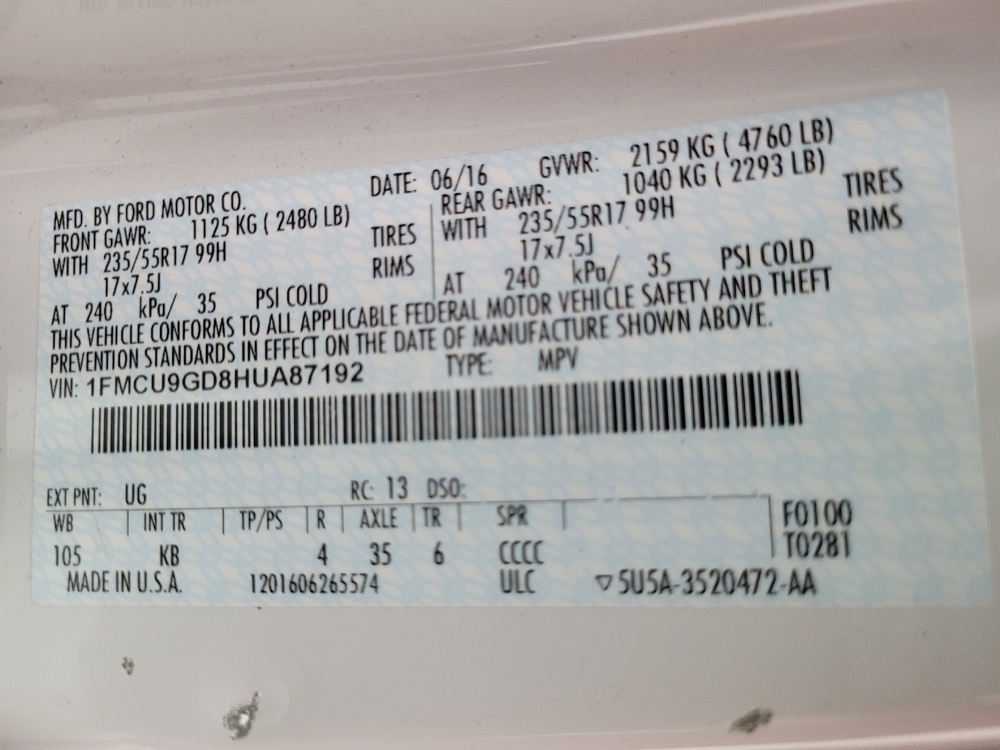 MFD. BY FORD MOTOR CO. DATE: 06/16 GVWR: 2159 KG ( 4760 LB)
FRONT GAWR: 1125 KG ( 2480 LB) REAR GAWR: 1040 KG ( 2293 LB)
WITH 235/55R17 99H TIRES WITH 235/55R17 99H TIRES
17x7.5J RIMS 17x7.5J RIMS
AT 240 kPa/ 35 PSI COLD AT 240 kPa/ 35 PSI COLD
THIS VEHICLE CONFORMS TO ALL APPLICABLE FEDERAL MOTOR VEHICLE SAFETY AND THEFT
PREVENTION STANDARDS IN EFFECT ON THE DATE OF MANUFACTURE SHOWN ABOVE.
VIN: 1FMCU9GD8HUA87192 TYPE: MPV
EXT PNT: UG RC: 13 DSO:
WB INT TR TP/PS R AXLE TR SPR F0100
105 KB 4 35 6 CCCC T0281
MADE IN U.S.A. 1201606265574 ULC ▽5U5A-3520472-AA